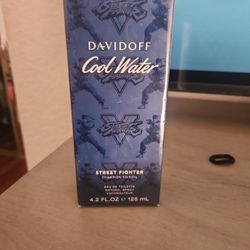 DAVIDOFF
Cool Water
STREET FIGHTER
CHAMPION EDITION
EAU DE TOILETTE
NATURAL SPRAY
VAPORISATEUR
4.2 FL.OZ ℮ 125 mL